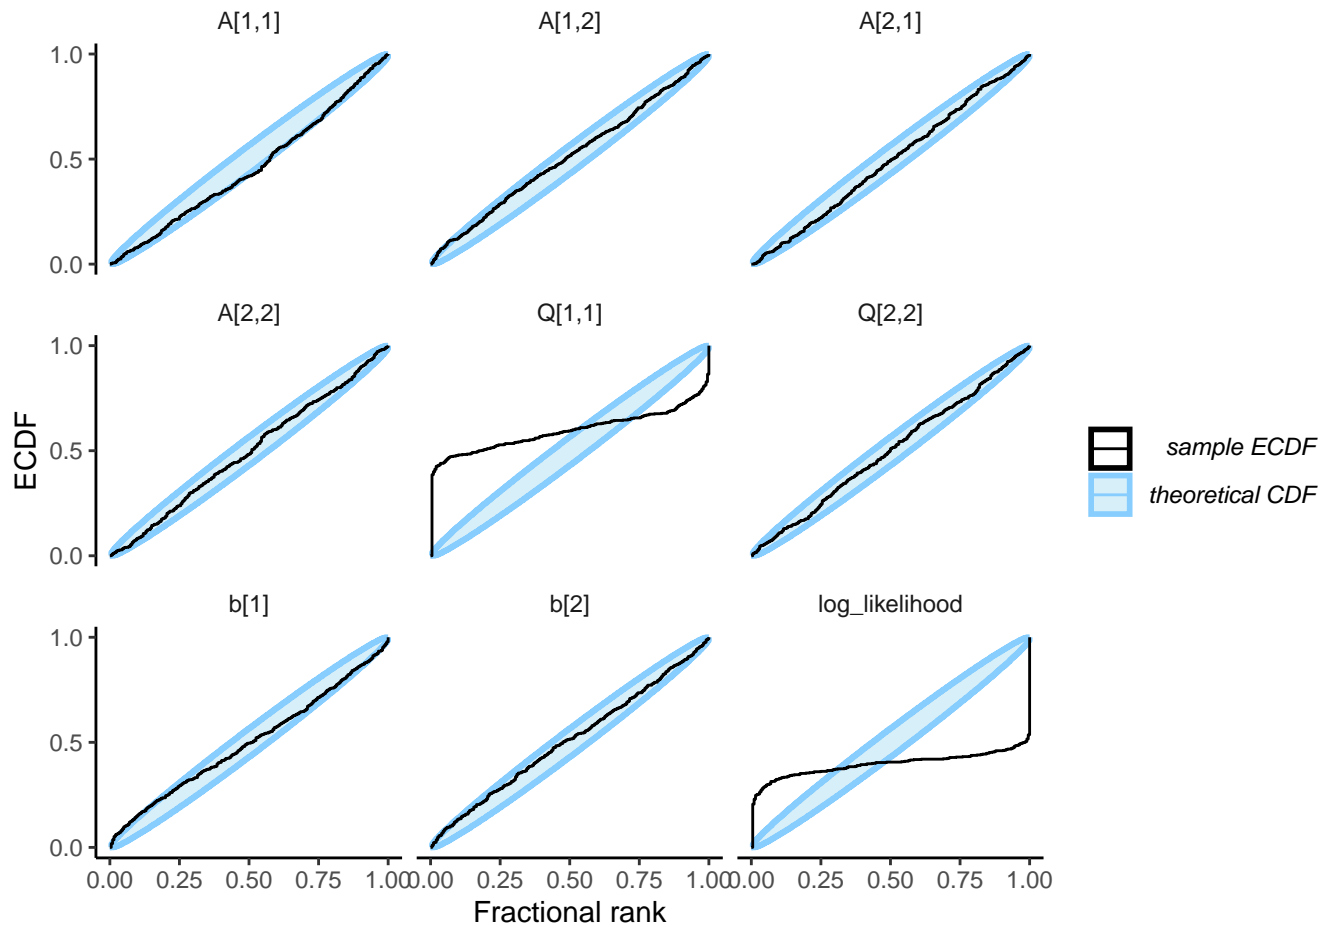 A[1,1] A[1,2] A[2,1]
1.0
0.5
0.0
A[2,2] Q[1,1] Q[2,2]
1.0
0.5
0.0
ECDF
sample ECDF
theoretical CDF
b[1] b[2] log_likelihood
1.0
0.5
0.0
0.00 0.25 0.50 0.75 1.00 0.00 0.25 0.50 0.75 1.00 0.00 0.25 0.50 0.75 1.00
Fractional rank